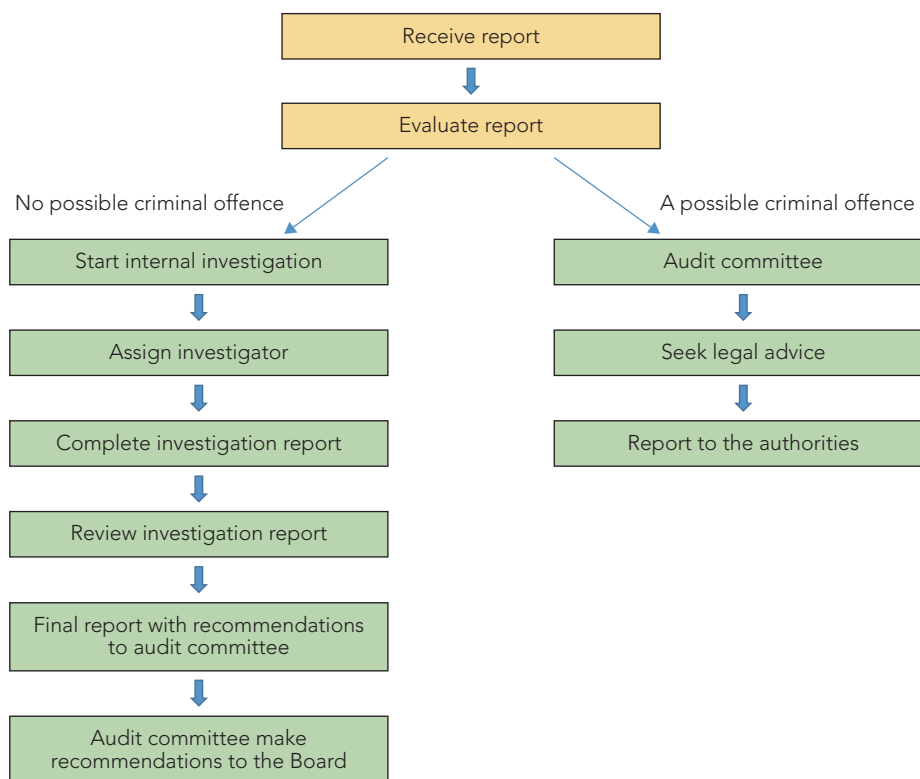 Receive report
Evaluate report
No possible criminal offence
A possible criminal offence
Start internal investigation
Audit committee
Assign investigator
Seek legal advice
Complete investigation report
Report to the authorities
Review investigation report
Final report with recommendations
to audit committee
Audit committee make
recommendations to the Board